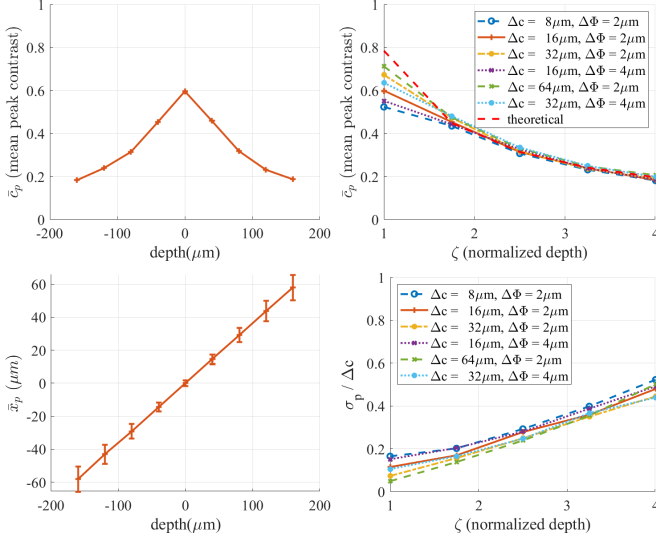 1
0.8
0.6
0.4
0.2
0
-200
-100
0
100
200
depth(μm)
c̄p (mean peak contrast)
1
0.8
0.6
0.4
0.2
0
1
2
3
4
ζ (normalized depth)
c̄p (mean peak contrast)
Δc = 8μm, ΔΦ = 2μm
Δc = 16μm, ΔΦ = 2μm
Δc = 32μm, ΔΦ = 2μm
Δc = 16μm, ΔΦ = 4μm
Δc = 64μm, ΔΦ = 2μm
Δc = 32μm, ΔΦ = 4μm
theoretical
60
40
20
0
-20
-40
-60
-200
-100
0
100
200
depth(μm)
x̄p (μm)
1
0.8
0.6
0.4
0.2
0
1
2
3
4
ζ (normalized depth)
σp / Δc
Δc = 8μm, ΔΦ = 2μm
Δc = 16μm, ΔΦ = 2μm
Δc = 32μm, ΔΦ = 2μm
Δc = 16μm, ΔΦ = 4μm
Δc = 64μm, ΔΦ = 2μm
Δc = 32μm, ΔΦ = 4μm